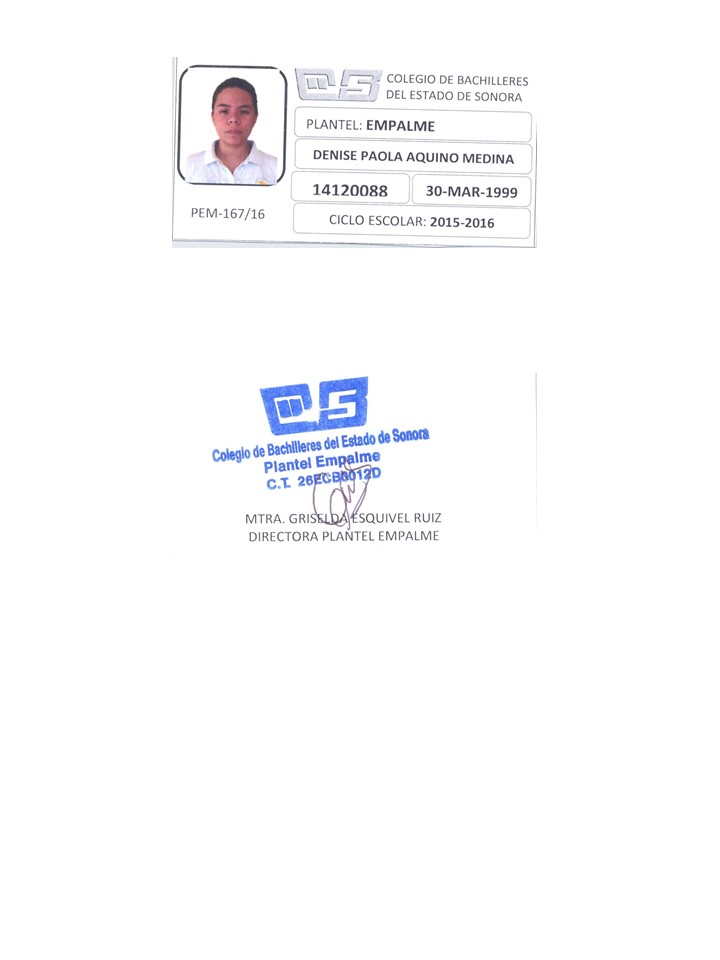 COLEGIO DE BACHILLERES
DEL ESTADO DE SONORA
PLANTEL: EMPALME
DENISE PAOLA AQUINO MEDINA
14120088 30-MAR-1999
PEM-167/16
CICLO ESCOLAR: 2015-2016
Colegio de Bachilleres del Estado de Sonora
Plantel Empalme
C.T. 26ECB0012D
MTRA. GRISELDA ESQUIVEL RUIZ
DIRECTORA PLANTEL EMPALME